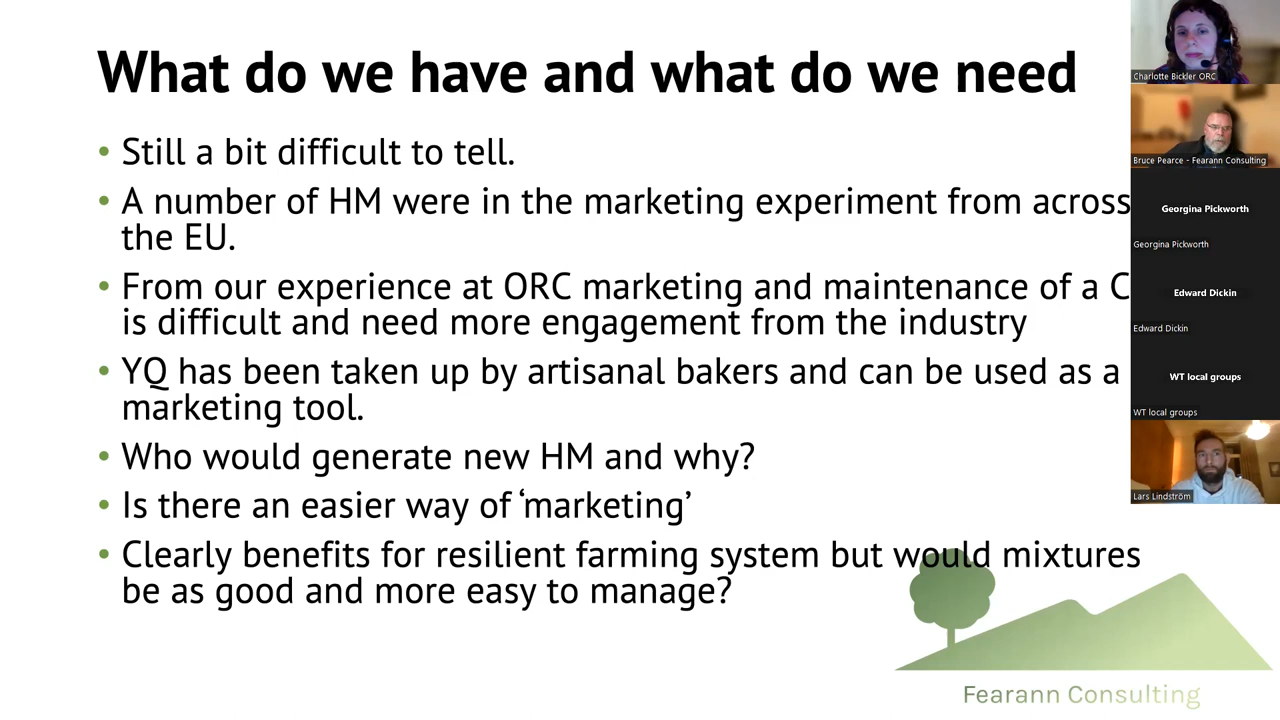 What do we have and what do we need
• Still a bit difficult to tell.
• A number of HM were in the marketing experiment from across
the EU.
• From our experience at ORC marketing and maintenance of a C
is difficult and need more engagement from the industry
• YQ has been taken up by artisanal bakers and can be used as a
marketing tool.
• Who would generate new HM and why?
• Is there an easier way of ‘marketing’
• Clearly benefits for resilient farming system but would mixtures
be as good and more easy to manage?
Fearann Consulting
Charlotte Bickler ORC
Bruce Pearce - Fearann Consulting
Georgina Pickworth
Georgina Pickworth
Edward Dickin
Edward Dickin
WT local groups
WT local groups
Lars Lindström